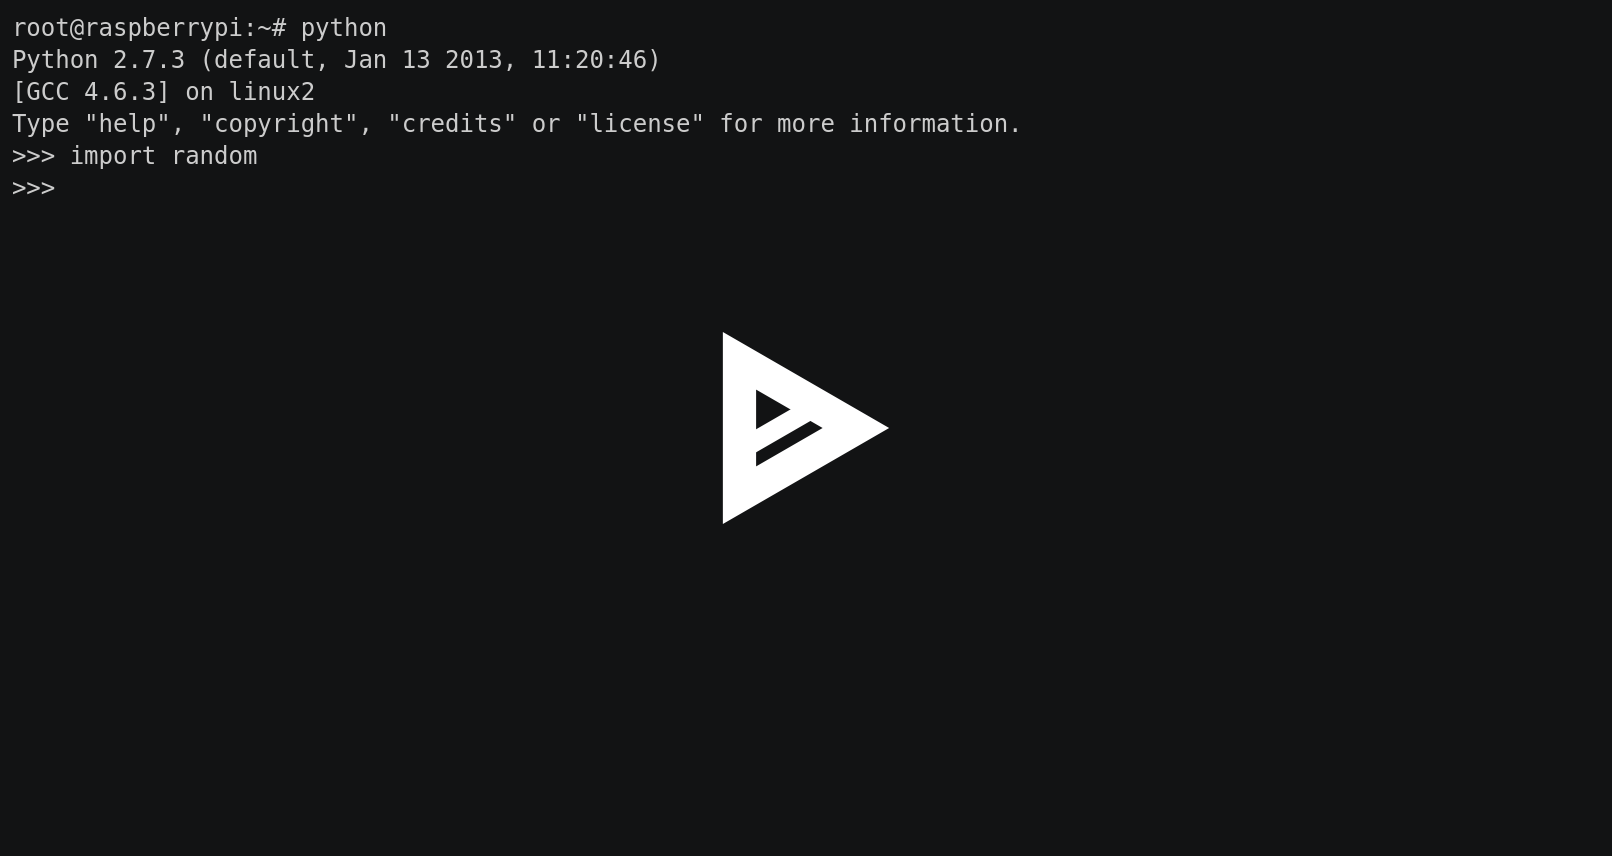 root@raspberrypi:~# python
Python 2.7.3 (default, Jan 13 2013, 11:20:46)
[GCC 4.6.3] on linux2
Type "help", "copyright", "credits" or "license" for more information.
>>> import random
>>>